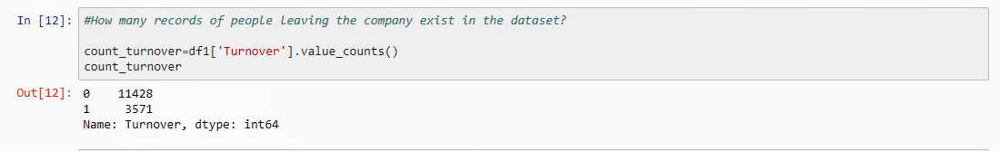 In [12]: #How many records of people leaving the company exist in the dataset?
count_turnover=df1['Turnover'].value_counts()
count_turnover
Out[12]: 0    11428
1     3571
Name: Turnover, dtype: int64